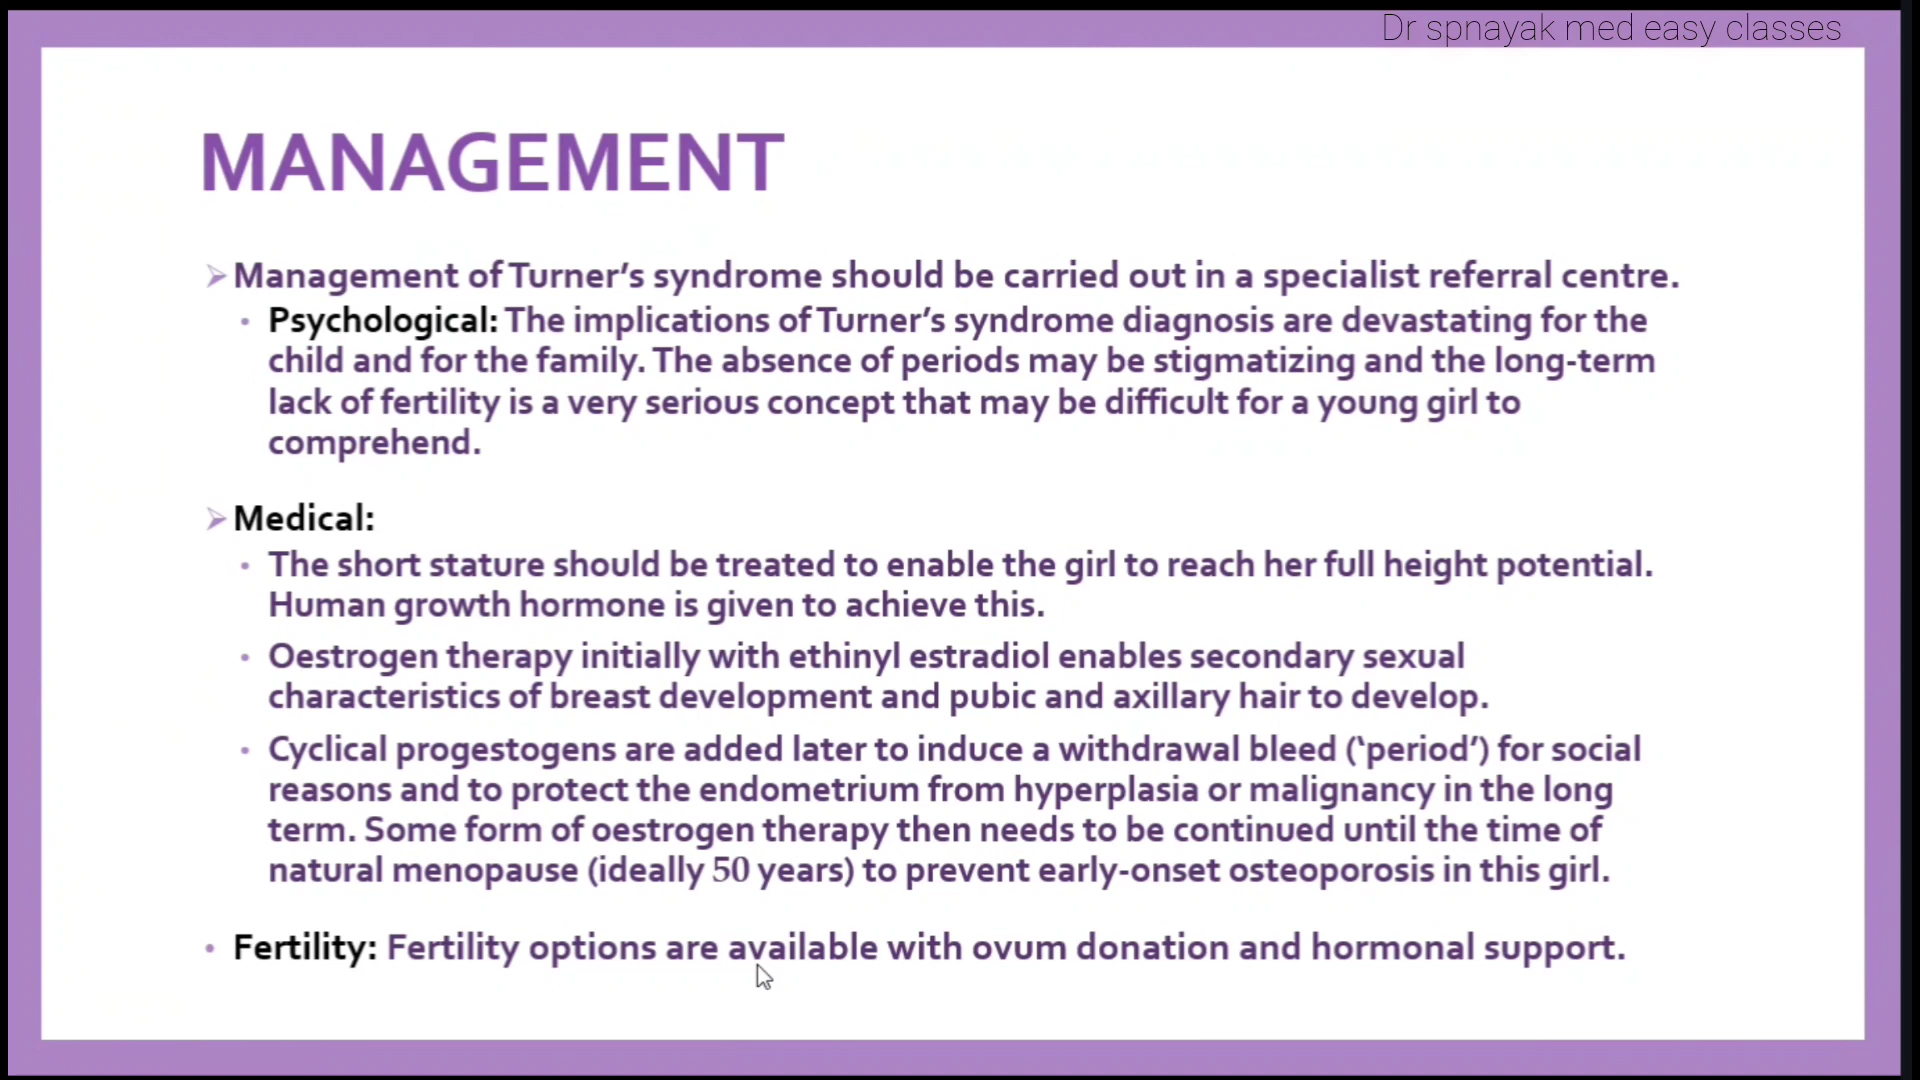 Dr spnayak med easy classes
MANAGEMENT
Management of Turner's syndrome should be carried out in a specialist referral centre.
Psychological: The implications of Turner's syndrome diagnosis are devastating for the
child and for the family. The absence of periods may be stigmatizing and the long-term
lack of fertility is a very serious concept that may be difficult for a young girl to
comprehend.
Medical:
The short stature should be treated to enable the girl to reach her full height potential.
Human growth hormone is given to achieve this.
Oestrogen therapy initially with ethinyl estradiol enables secondary sexual
characteristics of breast development and pubic and axillary hair to develop.
Cyclical progestogens are added later to induce a withdrawal bleed ('period') for social
reasons and to protect the endometrium from hyperplasia or malignancy in the long
term. Some form of oestrogen therapy then needs to be continued until the time of
natural menopause (ideally 50 years) to prevent early-onset osteoporosis in this girl.
Fertility: Fertility options are available with ovum donation and hormonal support.